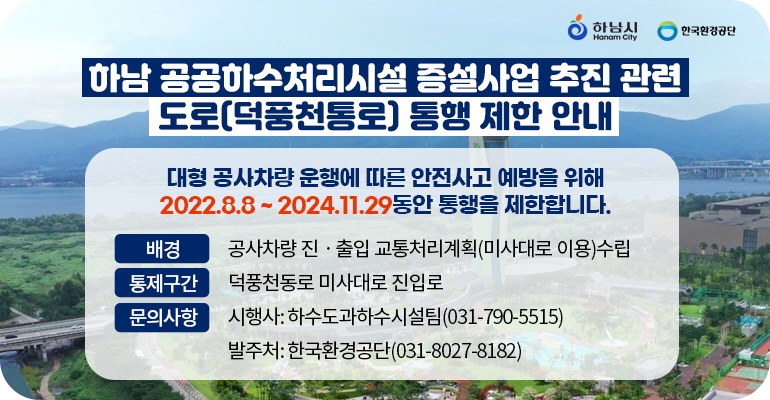 하남시
Hanam City
한국환경공단
하남 공공하수처리시설 증설사업 추진 관련
도로(덕풍천통로) 통행 제한 안내
대형 공사차량 운행에 따른 안전사고 예방을 위해
2022.8.8 ~ 2024.11.29동안 통행을 제한합니다.
배경 공사차량 진ㆍ출입 교통처리계획(미사대로 이용)수립
통제구간 덕풍천동로 미사대로 진입로
문의사항 시행사: 하수도과하수시설팀(031-790-5515)
발주처: 한국환경공단(031-8027-8182)